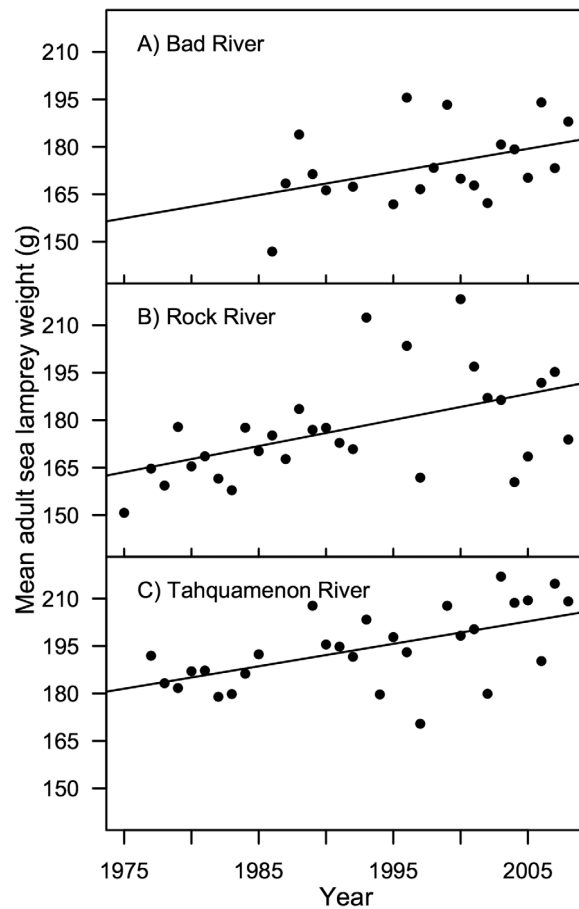 A) Bad River
210
195
180
165
150
B) Rock River
210
195
180
165
150
C) Tahquamenon River
210
195
180
165
150
Mean adult sea lamprey weight (g)
1975 1985 1995 2005
Year